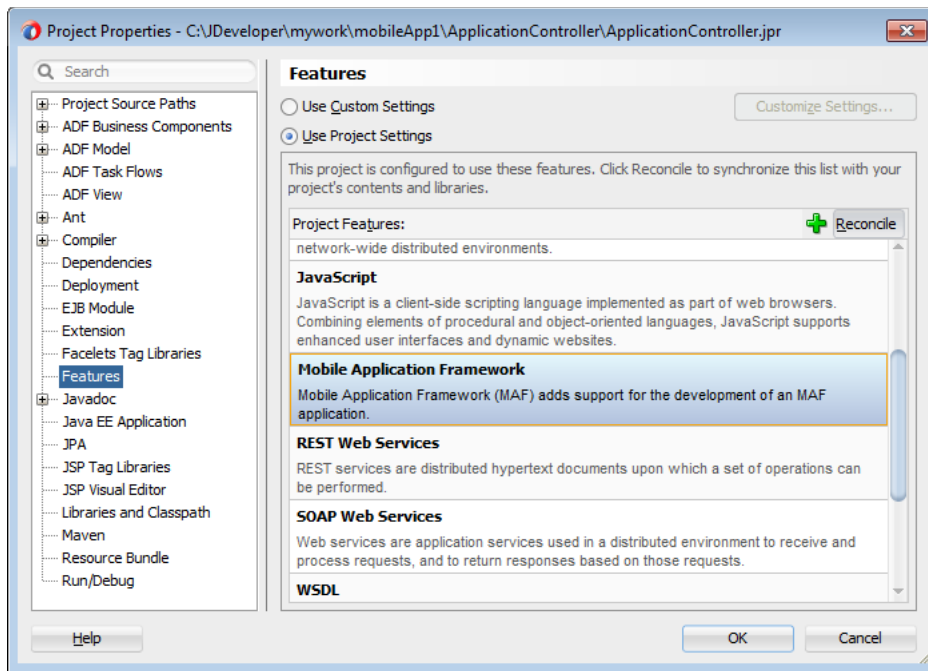 Project Properties - C:\JDeveloper\mywork\mobileApp1\ApplicationController\ApplicationController.jpr
Search
Project Source Paths
ADF Business Components
ADF Model
ADF Task Flows
ADF View
Ant
Compiler
Dependencies
Deployment
EJB Module
Extension
Facelets Tag Libraries
Features
Javadoc
Java EE Application
JPA
JSP Tag Libraries
JSP Visual Editor
Libraries and Classpath
Maven
Resource Bundle
Run/Debug
Features
Use Custom Settings
Customize Settings...
Use Project Settings
This project is configured to use these features. Click Reconcile to synchronize this list with your
project's contents and libraries.
Project Features:
Reconcile
network-wide distributed environments.
JavaScript
JavaScript is a client-side scripting language implemented as part of web browsers.
Combining elements of procedural and object-oriented languages, JavaScript supports
enhanced user interfaces and dynamic websites.
Mobile Application Framework
Mobile Application Framework (MAF) adds support for the development of an MAF
application.
REST Web Services
REST services are distributed hypertext documents upon which a set of operations can
be performed.
SOAP Web Services
Web services are application services used in a distributed environment to receive and
process requests, and to return responses based on those requests.
WSDL
Help
OK
Cancel